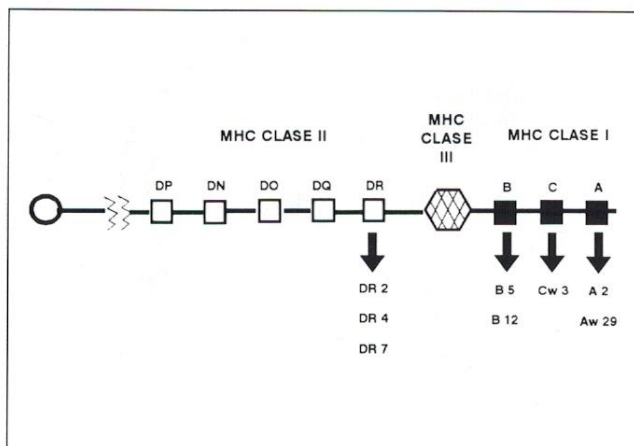 MHC CLASE II
MHC
CLASE
III
MHC CLASE I
DP DN DO DQ DR B C A
DR 2 B 5 Cw 3 A 2
DR 4 B 12 Aw 29
DR 7